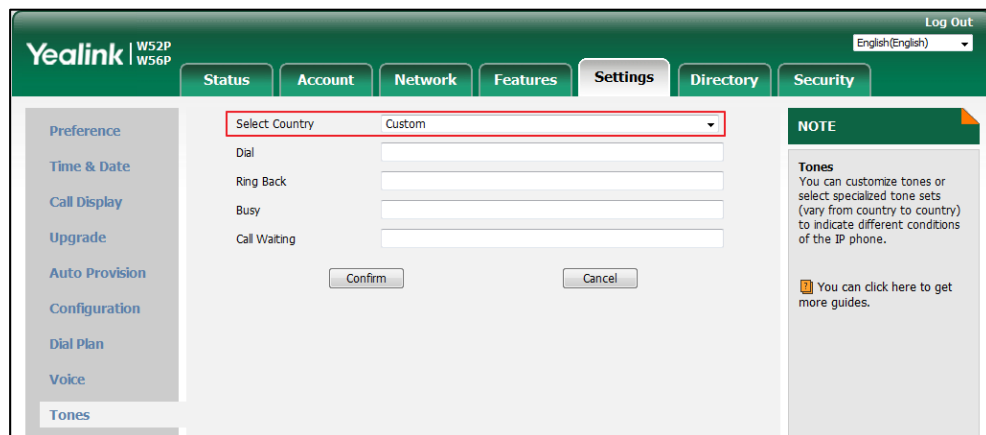 Log Out
Yealink | W52P
W56P
English(English)
Status Account Network Features Settings Directory Security
Preference
Time & Date
Call Display
Upgrade
Auto Provision
Configuration
Dial Plan
Voice
Tones
Select Country Custom
Dial
Ring Back
Busy
Call Waiting
Confirm Cancel
NOTE
Tones
You can customize tones or
select specialized tone sets
(vary from country to country)
to indicate different conditions
of the IP phone.
? You can click here to get
more guides.